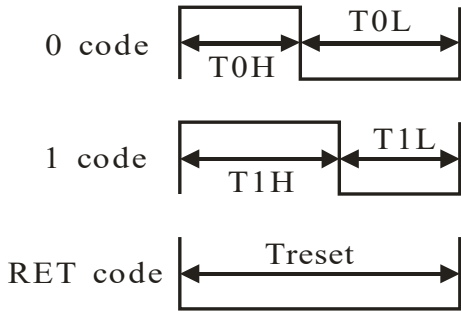 0 code
T0H
T0L
1 code
T1H
T1L
RET code
Treset